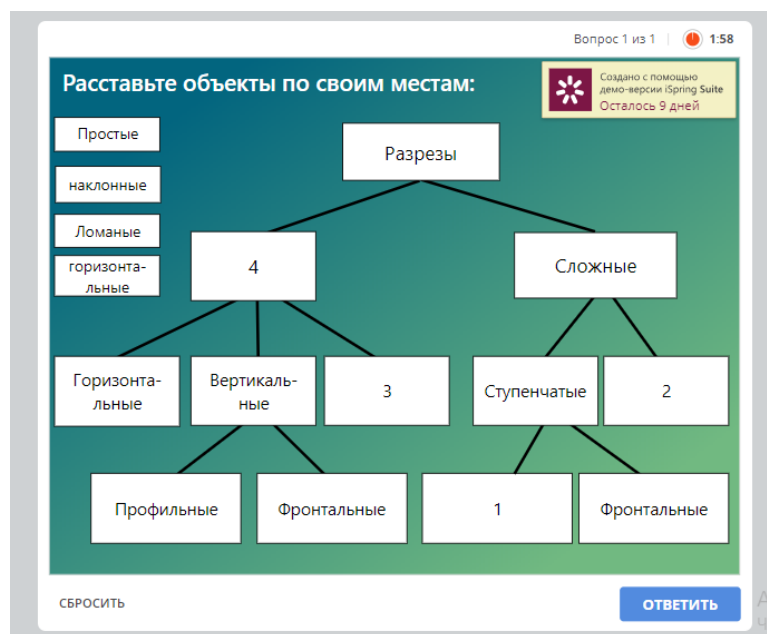 Вопрос 1 из 1
1:58
Расставьте объекты по своим местам:
Создано с помощью
демо-версии iSpring Suite
Осталось 9 дней
Простые
наклонные
Ломаные
горизонта-
льные
Разрезы
4
Сложные
Горизонта-
льные
Вертикаль-
ные
3
Ступенчатые
2
Профильные
Фронтальные
1
Фронтальные
СБРОСИТЬ
ОТВЕТИТЬ